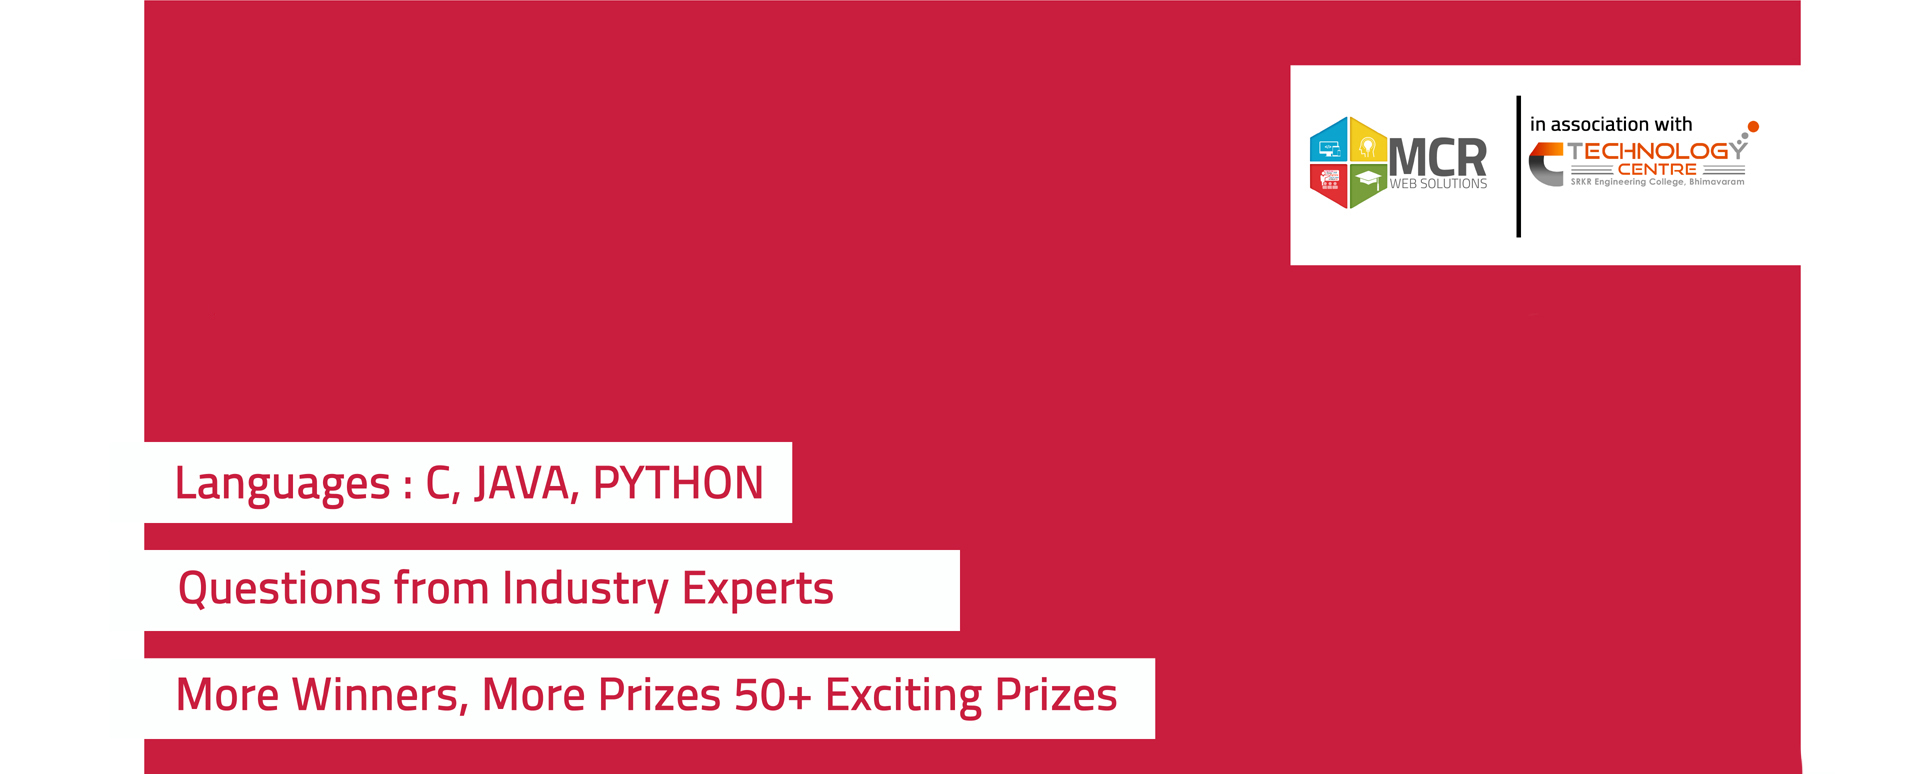 in association with
MCR
WEB SOLUTIONS
TECHNOLOGY
CENTRE
SRKR Engineering College, Bhimavaram
Languages : C, JAVA, PYTHON
Questions from Industry Experts
More Winners, More Prizes 50+ Exciting Prizes